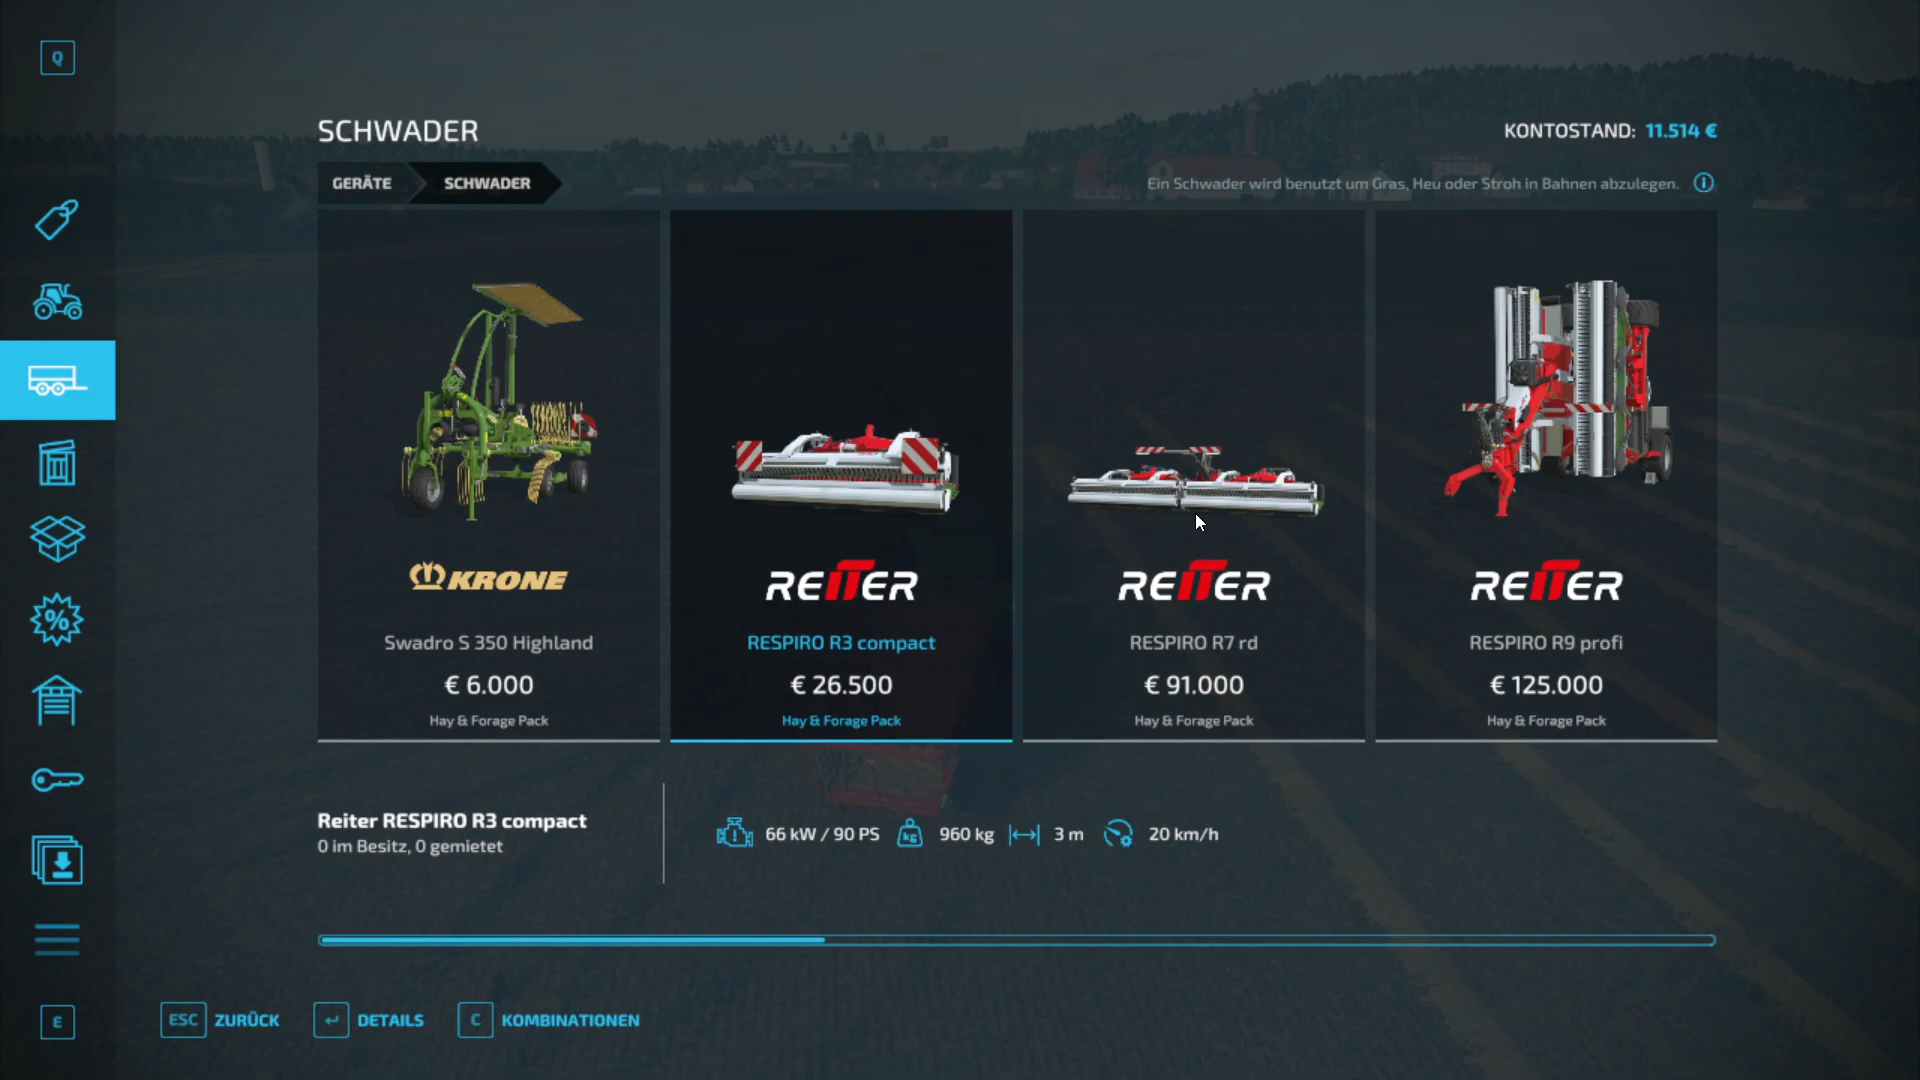 Q
SCHWADER
KONTOSTAND: 11.514 €
GERÄTE
SCHWADER
Ein Schwader wird benutzt um Gras, Heu oder Stroh in Bahnen abzulegen.
KRONE
Swadro S 350 Highland
€ 6.000
Hay & Forage Pack
REITER
RESPIRO R3 compact
€ 26.500
Hay & Forage Pack
REITER
RESPIRO R7 rd
€ 91.000
Hay & Forage Pack
REITER
RESPIRO R9 profi
€ 125.000
Hay & Forage Pack
Reiter RESPIRO R3 compact
0 im Besitz, 0 gemietet
66 kW / 90 PS
kg
960 kg
3 m
20 km/h
E
ESC ZURÜCK
DETAILS
C KOMBINATIONEN